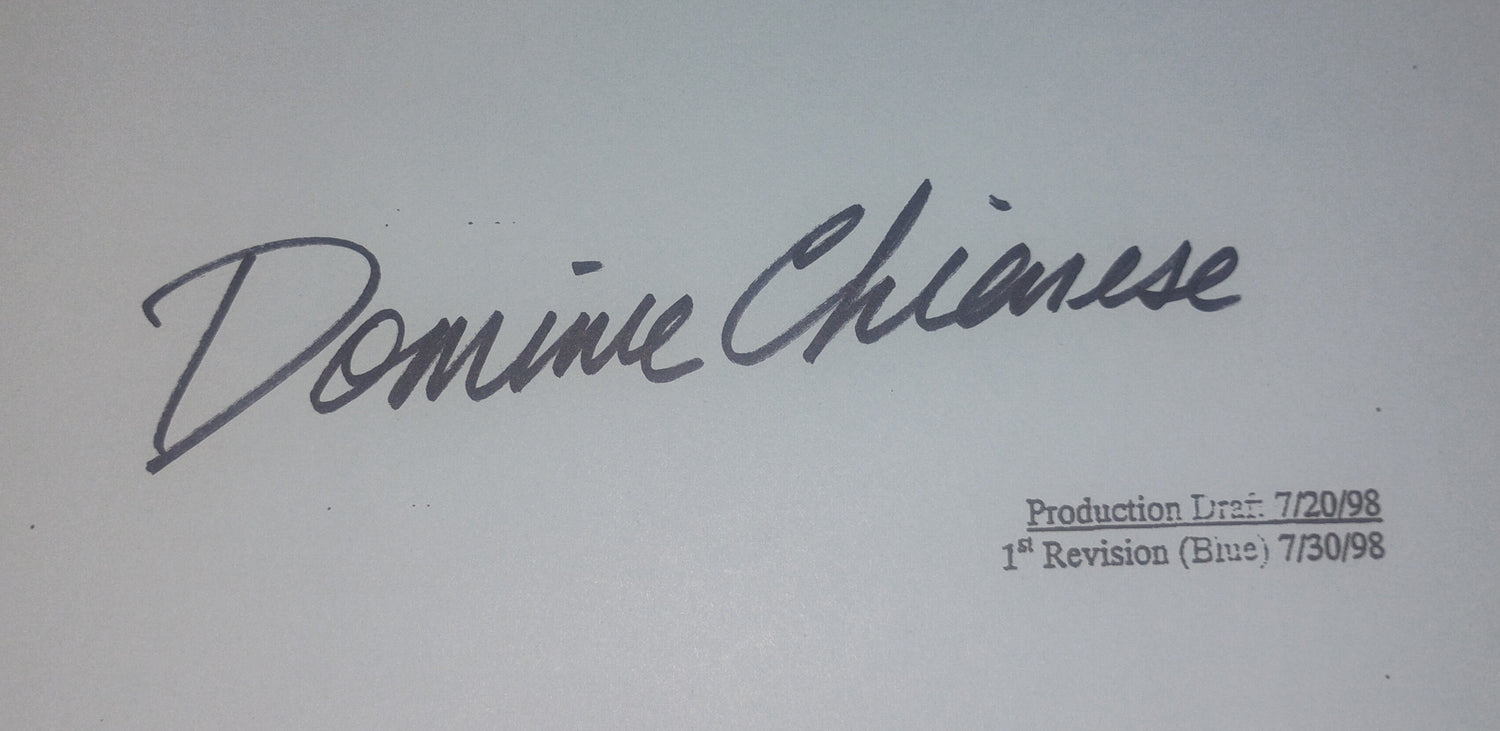 Dominic Chianese
Production Draft 7/20/98
1st Revision (Blue) 7/30/98